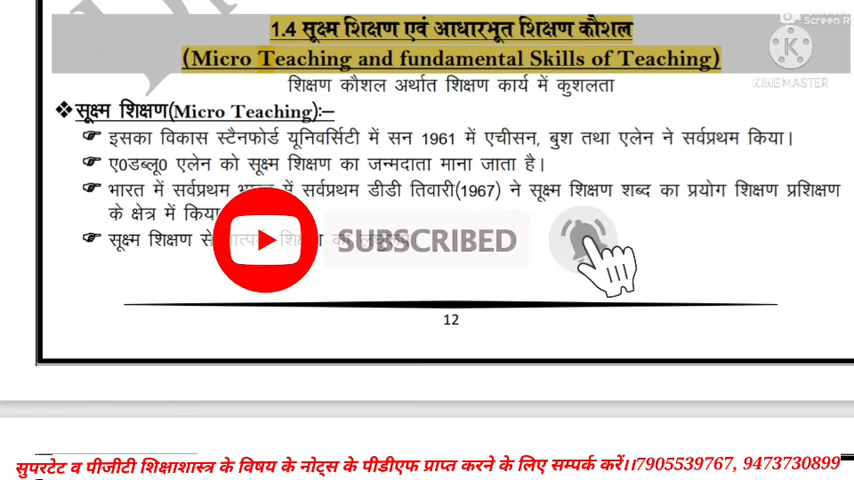 Screen R
KINEMASTER
1.4 सूक्ष्म शिक्षण एवं आधारभूत शिक्षण कौशल
(Micro Teaching and fundamental Skills of Teaching)
शिक्षण कौशल अर्थात शिक्षण कार्य में कुशलता
❖सूक्ष्म शिक्षण(Micro Teaching):–
इसका विकास स्टैनफोर्ड यूनिवर्सिटी में सन 1961 में एचीसन, बुश तथा एलेन ने सर्वप्रथम किया।
ए0डब्लू0 एलेन को सूक्ष्म शिक्षण का जन्मदाता माना जाता है।
भारत में सर्वप्रथम भारत में सर्वप्रथम डीडी तिवारी(1967) ने सूक्ष्म शिक्षण शब्द का प्रयोग शिक्षण प्रशिक्षण
के क्षेत्र में किया
सूक्ष्म शिक्षण से
SUBSCRIBED
12
सुपरटेट व पीजीटी शिक्षाशास्त्र के विषय के नोट्स के पीडीएफ प्राप्त करने के लिए सम्पर्क करें।।7905539767, 9473730899